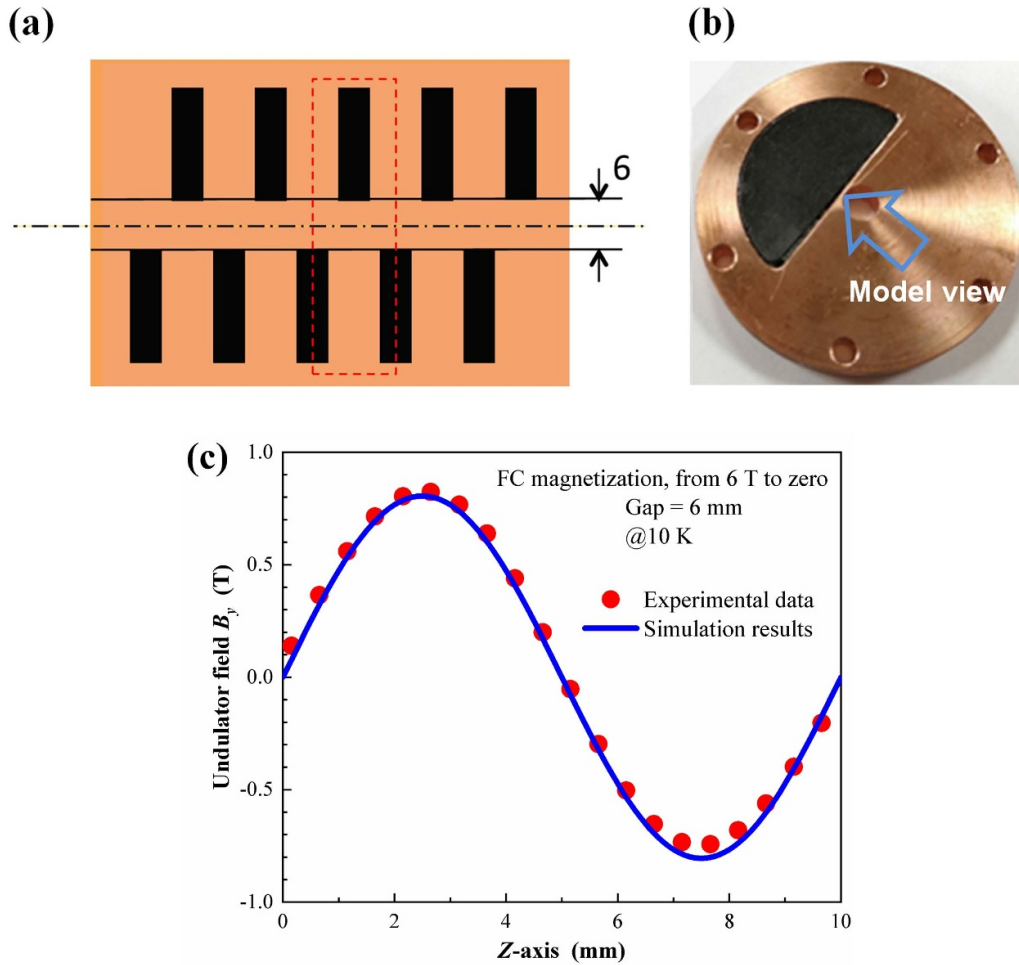 (a)
6
(b)
Model view
(c)
FC magnetization, from 6 T to zero
Gap = 6 mm
@10 K
Experimental data
Simulation results
Undulator field By (T)
1.0
0.5
0.0
-0.5
-1.0
0
2
4
6
8
10
Z-axis (mm)